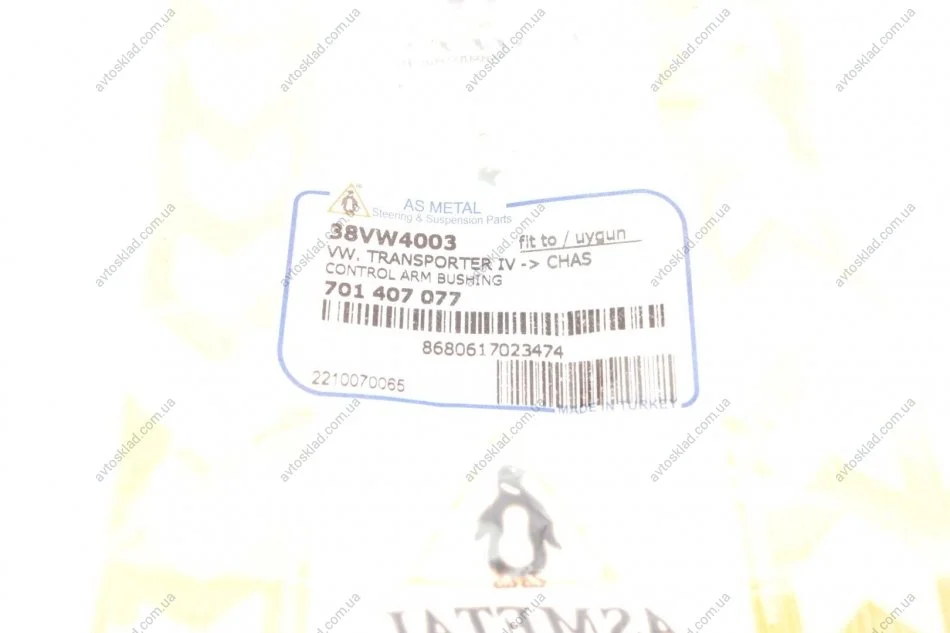 AS METAL
Steering & Suspension Parts
38VW4003
fit to / uygun
VW. TRANSPORTER IV -> CHAS
CONTROL ARM BUSHING
701 407 077
8680617023474
2210070065
MADE IN TURKEY
ASMETAL
avtosklad.com.ua